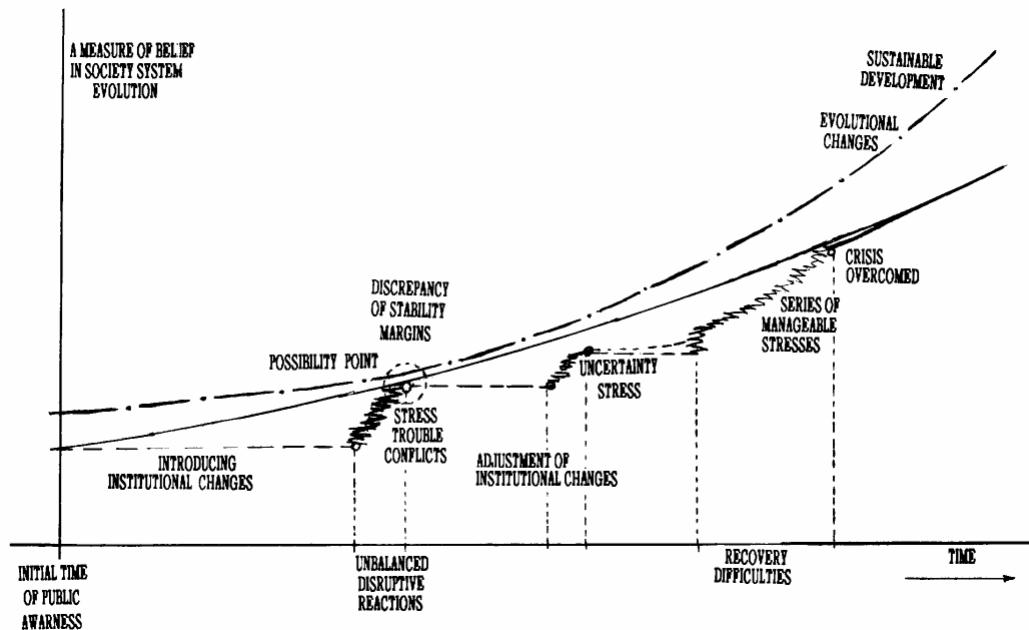 A MEASURE OF BELIEF
IN SOCIETY SYSTEM
EVOLUTION
SUSTAINABLE
DEVELOPMENT
EVOLUTIONAL
CHANGES
DISCREPANCY
OF STABILITY
MARGINS
POSSIBILITY POINT
CRISIS
OVERCOMED
SERIES OF
MANAGEABLE
STRESSES
UNCERTAINTY
STRESS
STRESS
TROUBLE
CONFLICTS
INTRODUCING
INSTITUTIONAL CHANGES
ADJUSTMENT OF
INSTITUTIONAL CHANGES
INITIAL TIME
OF PUBLIC
AWARNESS
UNBALANCED
DISRUPTIVE
REACTIONS
RECOVERY
DIFFICULTIES
TIME